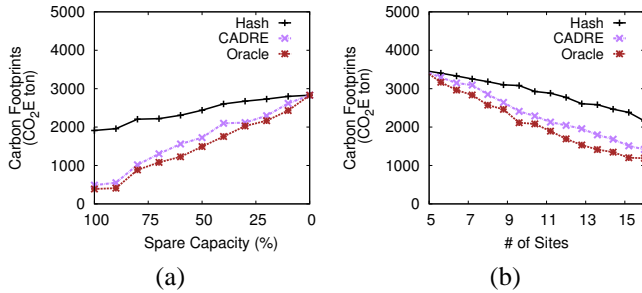 5000
4000
3000
2000
1000
0
Carbon Footprints
(CO₂E ton)
Hash
CADRE
Oracle
100 75 50 25 0
Spare Capacity (%)
(a)
5000
4000
3000
2000
1000
0
Carbon Footprints
(CO₂E ton)
Hash
CADRE
Oracle
5 7 9 11 13 15
# of Sites
(b)